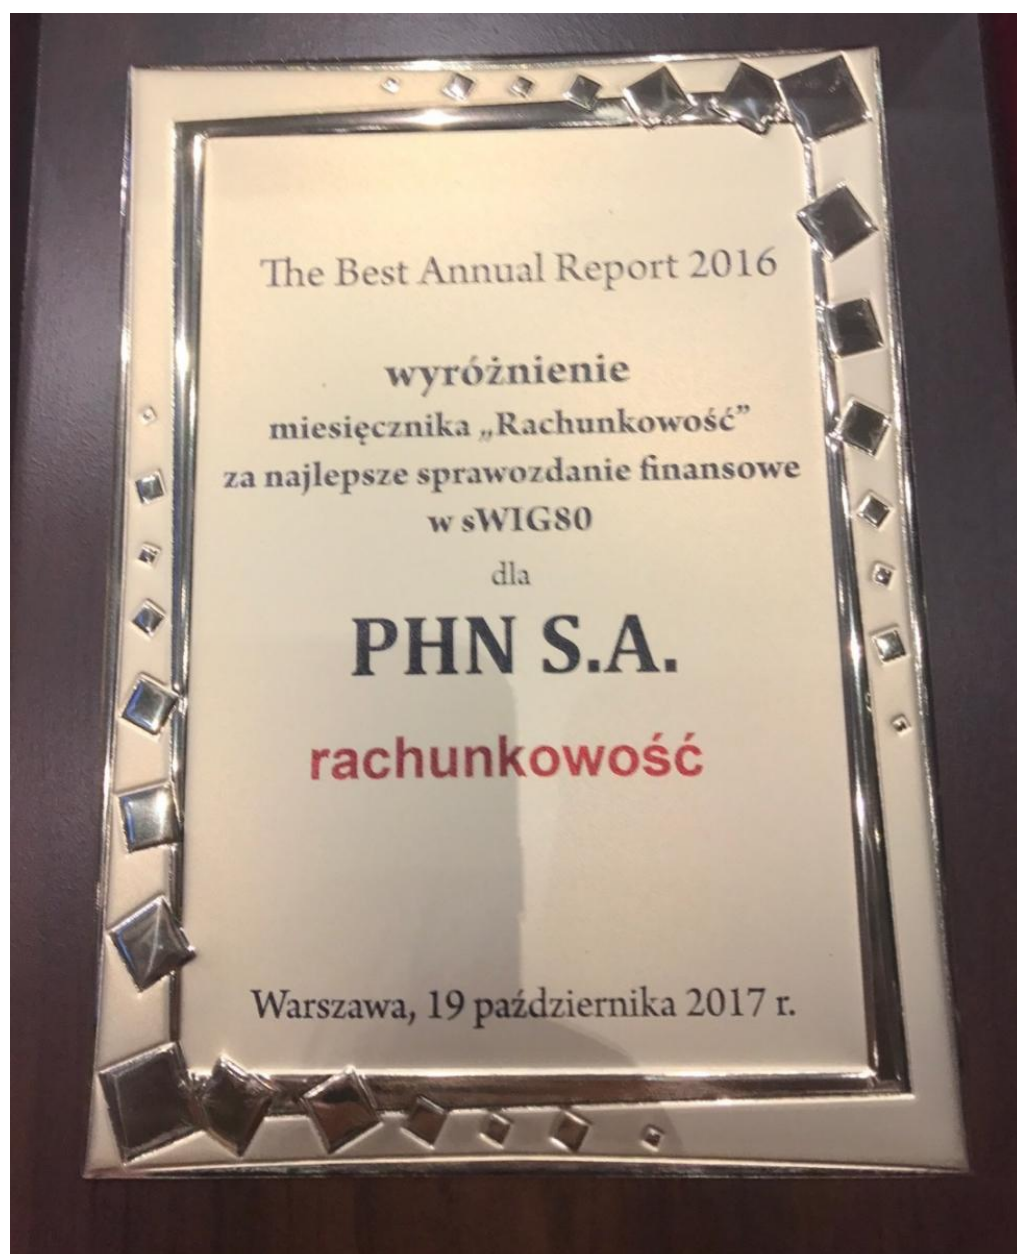 The Best Annual Report 2016
wyróżnienie
miesięcznika „Rachunkowość”
za najlepsze sprawozdanie finansowe
w sWIG80
dla
PHN S.A.
rachunkowość
Warszawa, 19 października 2017 r.